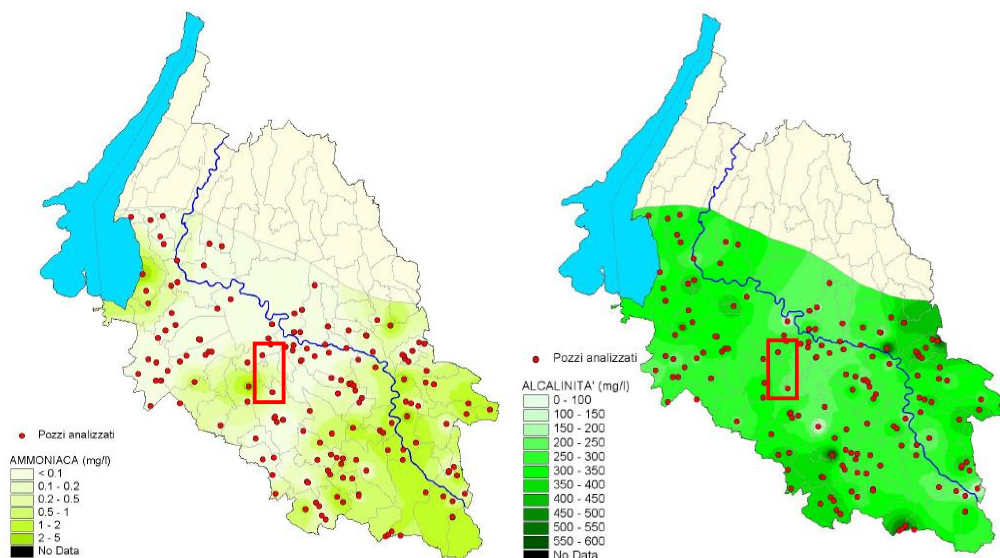 Pozzi analizzati
AMMONIACA (mg/l)
< 0.1
0.1 - 0.2
0.2 - 0.5
0.5 - 1
1 - 2
2 - 5
No Data
Pozzi analizzati
ALCALINITA' (mg/l)
0 - 100
100 - 150
150 - 200
200 - 250
250 - 300
300 - 350
350 - 400
400 - 450
450 - 500
500 - 550
550 - 600
No Data